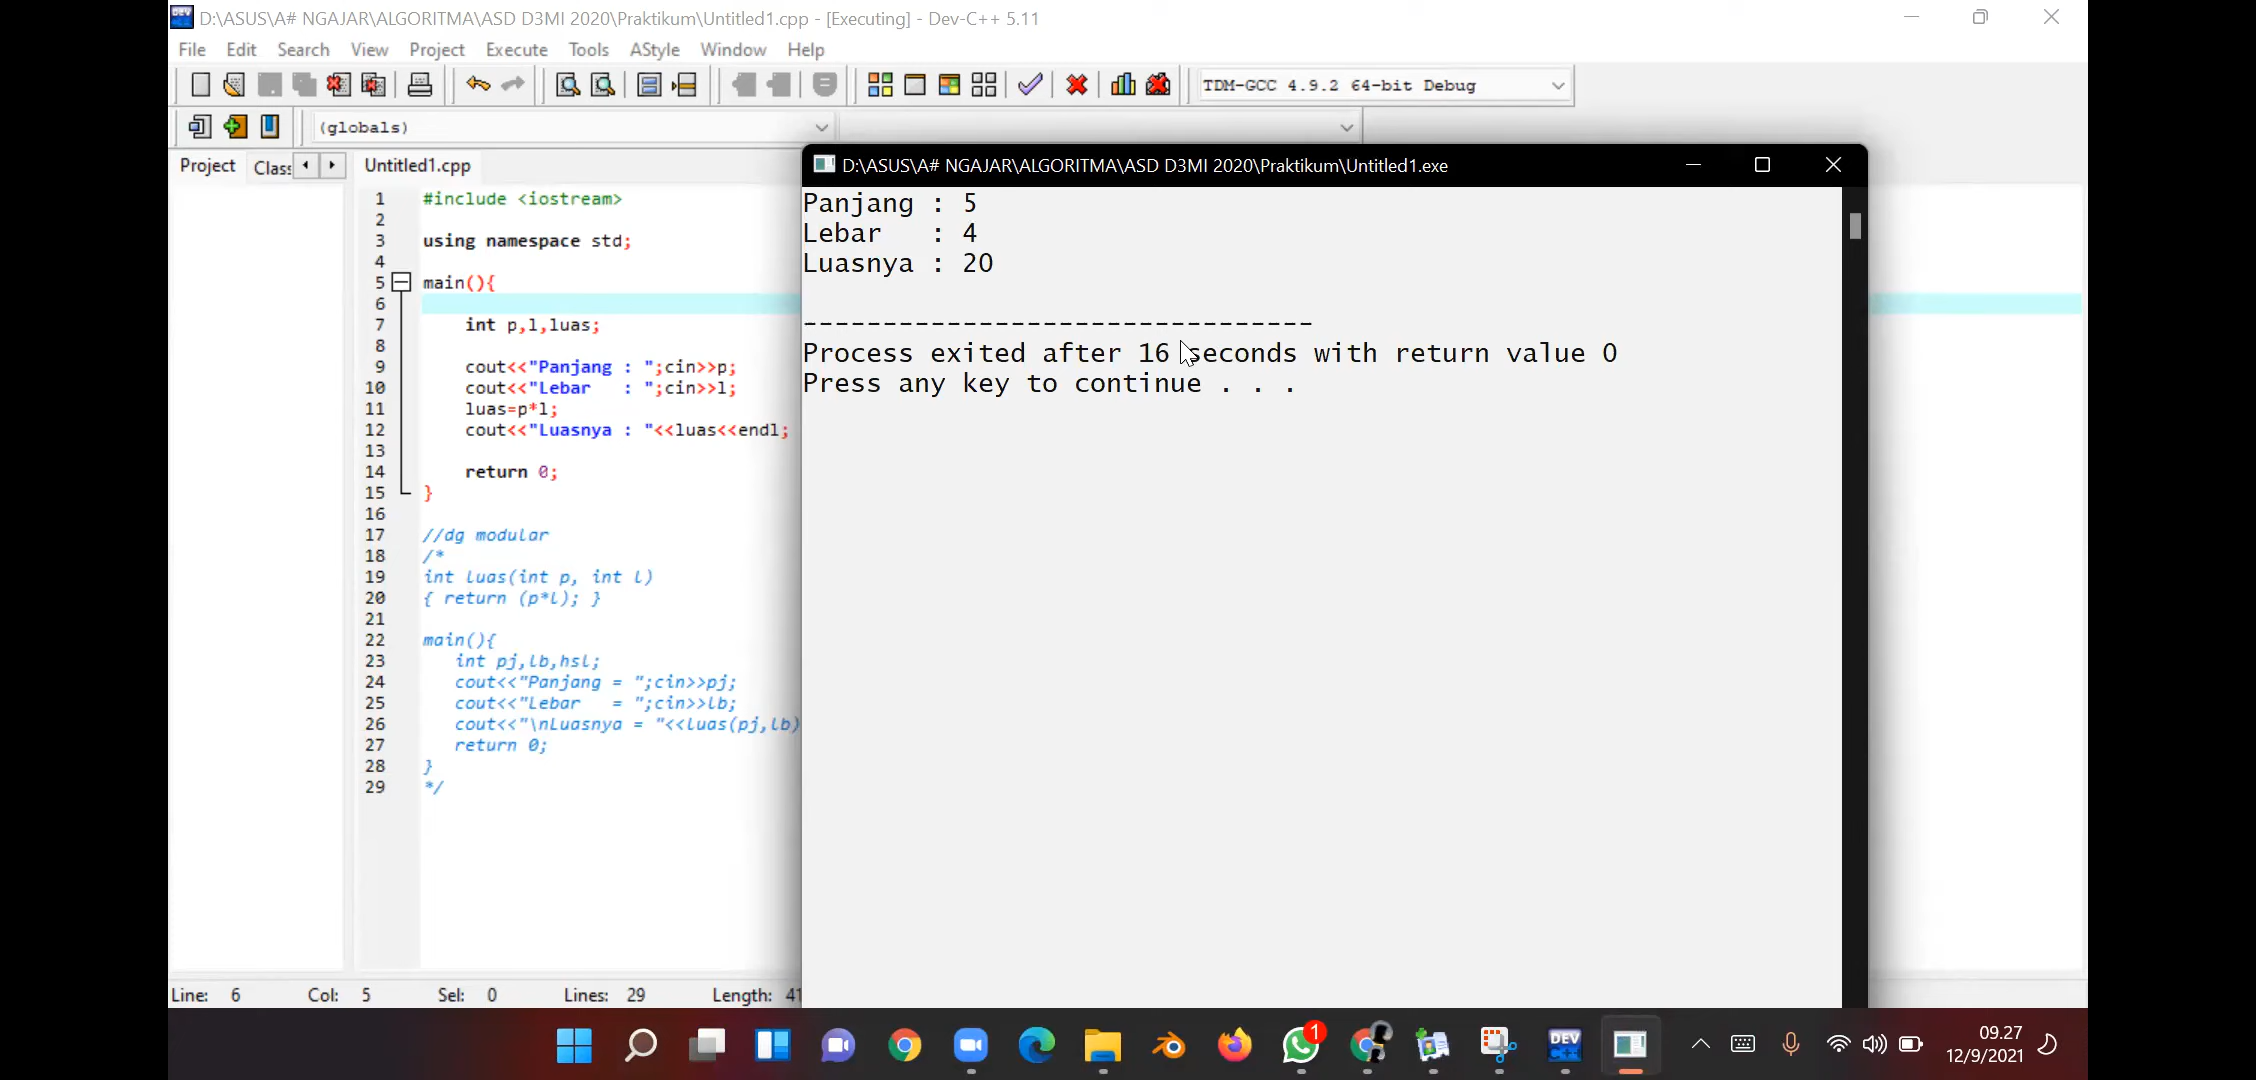 D:\ASUS\A# NGAJAR\ALGORITMA\ASD D3MI 2020\Praktikum\Untitled1.cpp - [Executing] - Dev-C++ 5.11
File Edit Search View Project Execute Tools AStyle Window Help
TDM-GCC 4.9.2 64-bit Debug
(globals)
Project Clas Untitled1.cpp
1 #include <iostream>
2
3 using namespace std;
4
5 main(){
6
7 int p,l,luas;
8
9 cout<<"Panjang : ";cin>>p;
10 cout<<"Lebar   : ";cin>>l;
11 luas=p*l;
12 cout<<"Luasnya : "<<luas<<endl;
13
14 return 0;
15 }
16
17 //dg modular
18 /*
19 int luas(int p, int l)
20 { return (p*l); }
21
22 main(){
23 int pj,lb,hsl;
24 cout<<"Panjang = ";cin>>pj;
25 cout<<"Lebar   = ";cin>>lb;
26 cout<<"\nLuasnya = "<<luas(pj,lb)
27 return 0;
28 }
29 */
D:\ASUS\A# NGAJAR\ALGORITMA\ASD D3MI 2020\Praktikum\Untitled1.exe
Panjang : 5
Lebar   : 4
Luasnya : 20
--------------------------------
Process exited after 16 seconds with return value 0
Press any key to continue . . .
Line: 6 Col: 5 Sel: 0 Lines: 29 Length: 41
DEV C++
1
09.27
12/9/2021